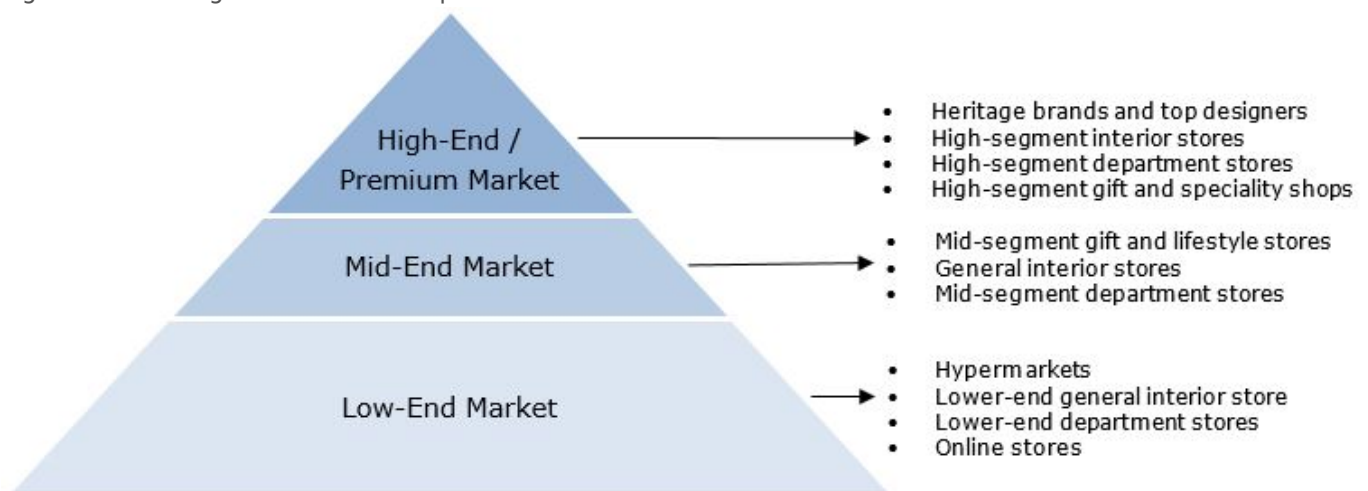 High-End /
Premium Market
• Heritage brands and top designers
• High-segment interior stores
• High-segment department stores
• High-segment gift and speciality shops
Mid-End Market
• Mid-segment gift and lifestyle stores
• General interior stores
• Mid-segment department stores
Low-End Market
• Hypermarkets
• Lower-end general interior store
• Lower-end department stores
• Online stores